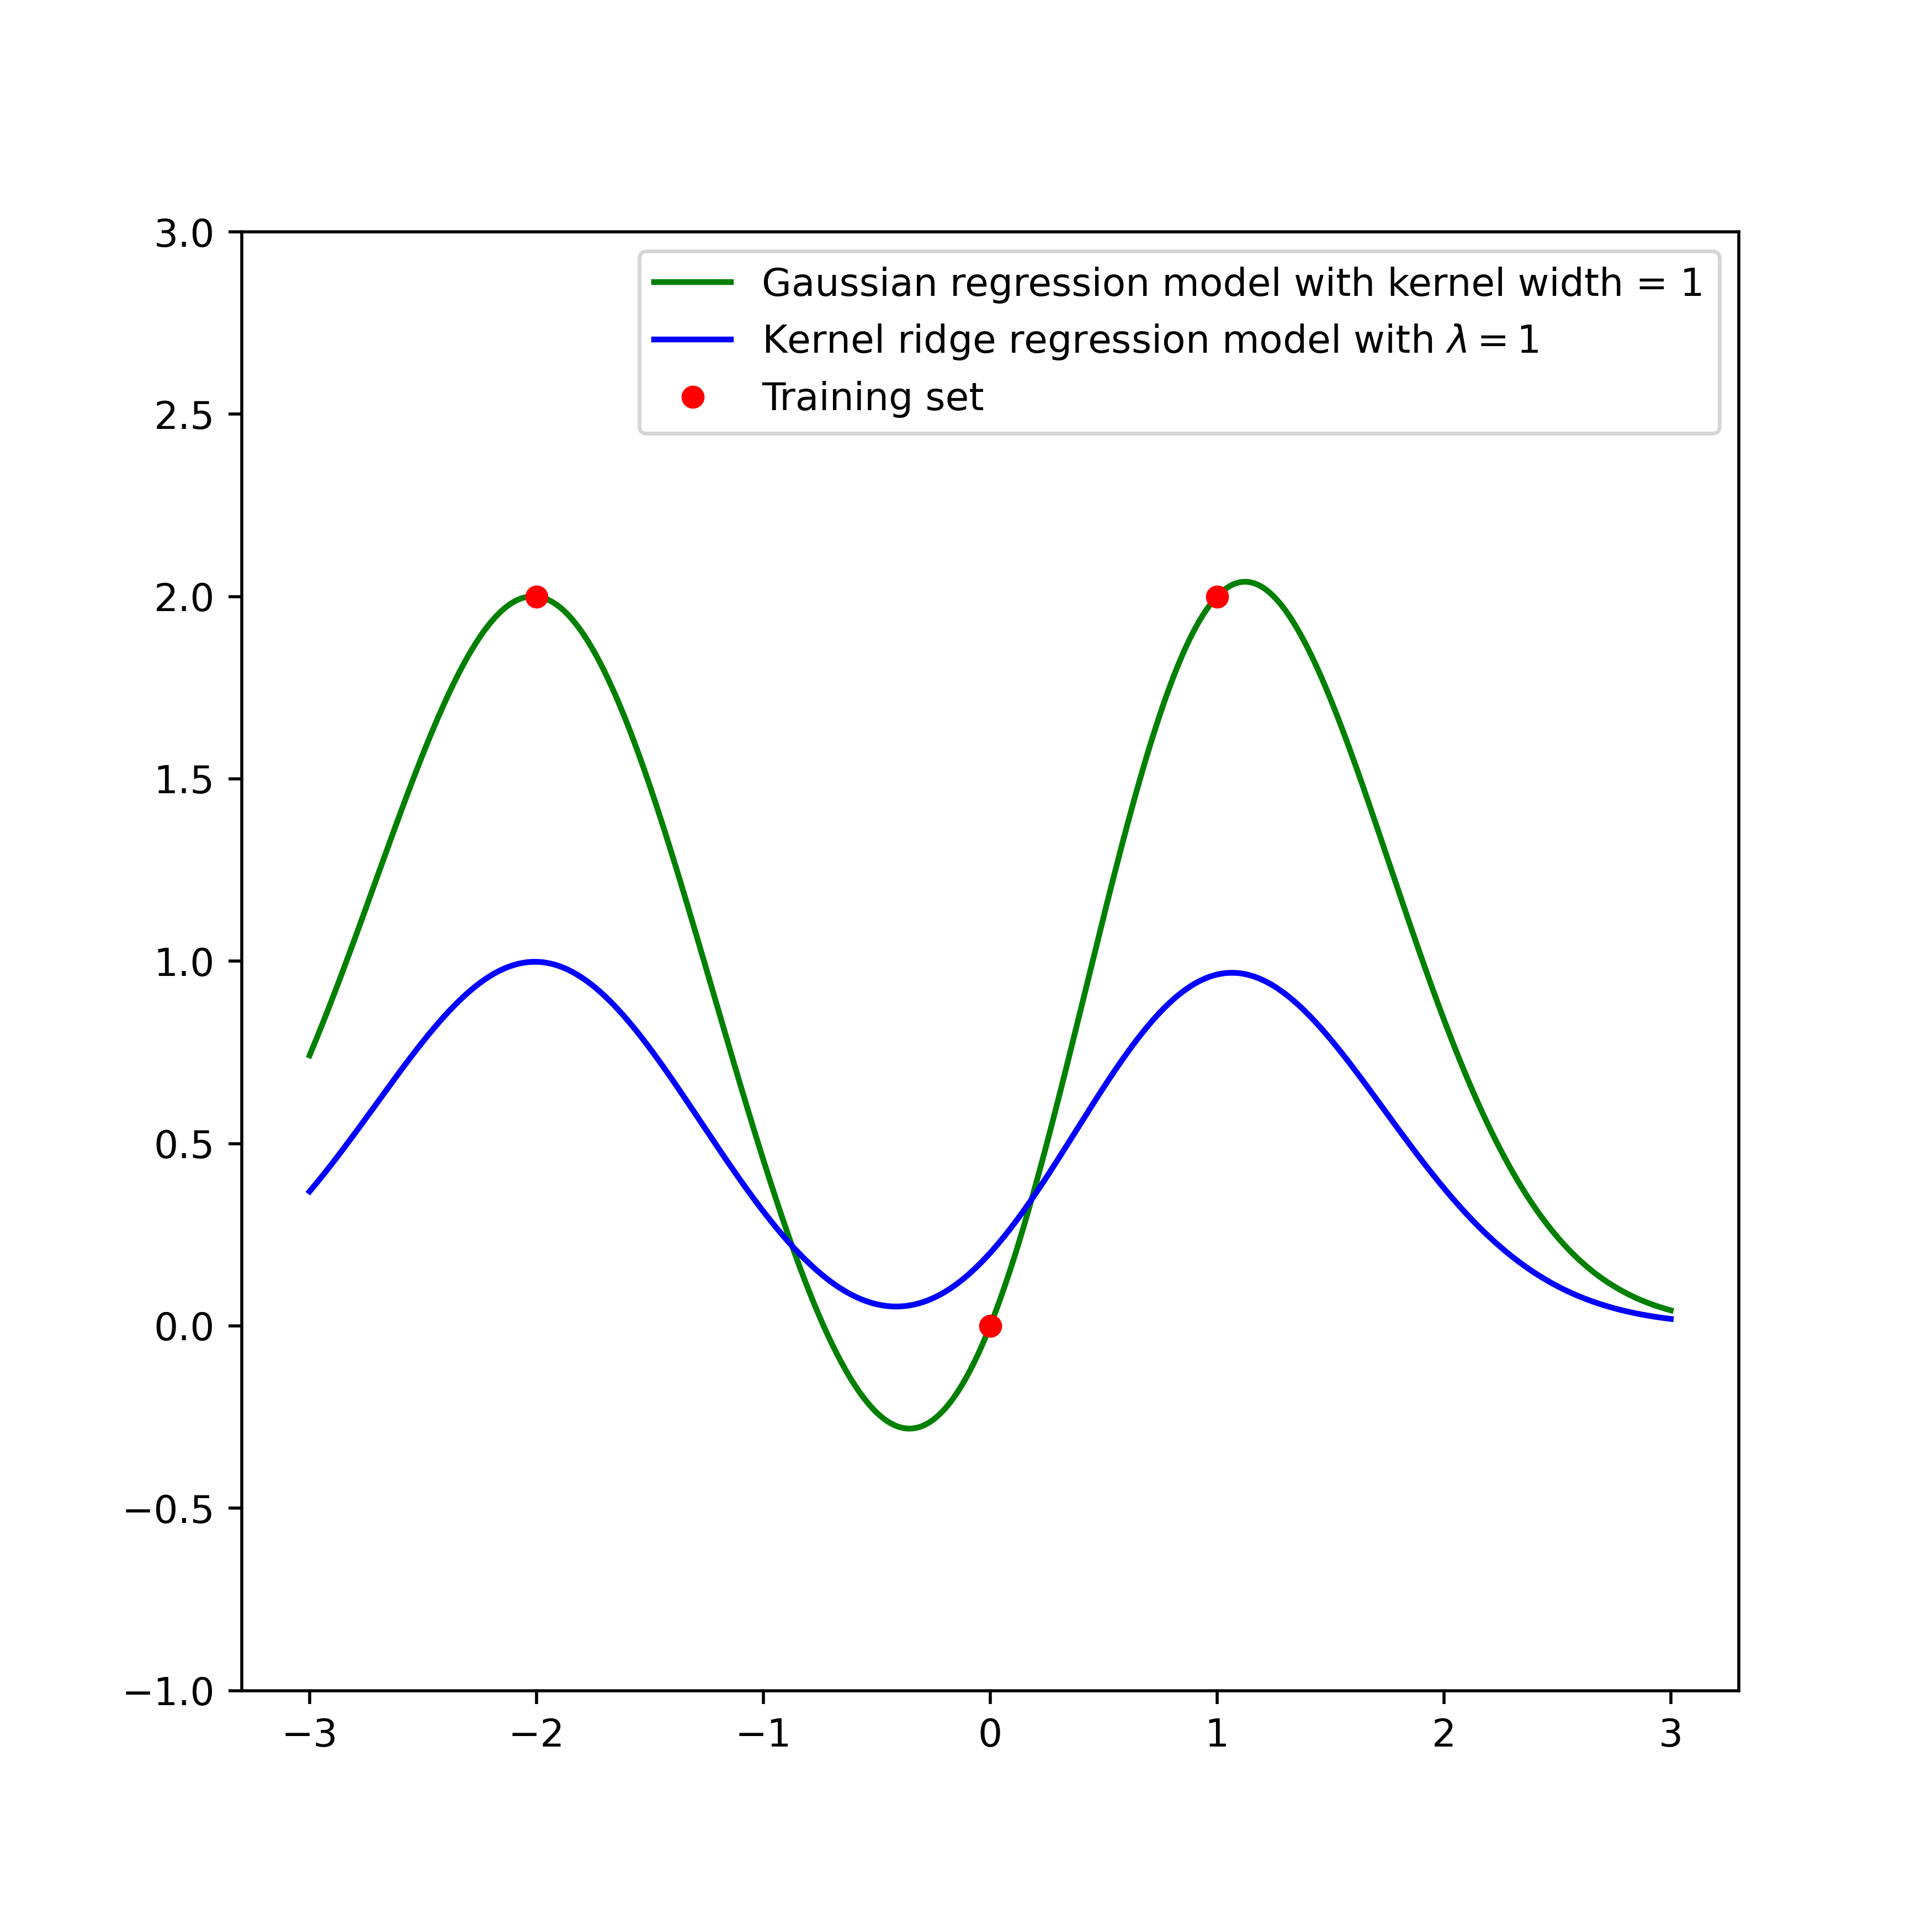 3.0
Gaussian regression model with kernel width = 1
Kernel ridge regression model with λ = 1
Training set
2.5
2.0
1.5
1.0
0.5
0.0
−0.5
−1.0
−3 −2 −1 0 1 2 3